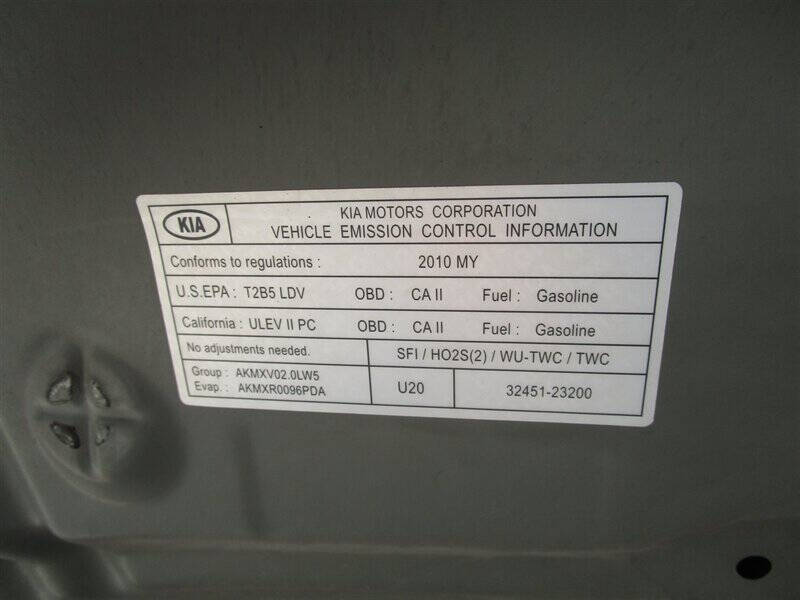 KIA
KIA MOTORS CORPORATION
VEHICLE EMISSION CONTROL INFORMATION
Conforms to regulations : 2010 MY
U.S.EPA : T2B5 LDV OBD : CA II Fuel : Gasoline
California : ULEV II PC OBD : CA II Fuel : Gasoline
No adjustments needed. SFI / HO2S(2) / WU-TWC / TWC
Group : AKMXV02.0LW5
Evap. : AKMXR0096PDA
U20 32451-23200